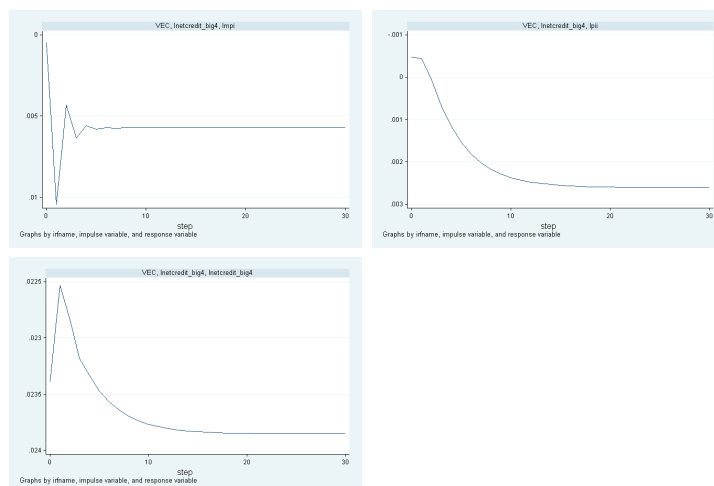 VEC, lnetcredit_big4, lmpi
0
.005
.01
0
10
20
30
step
Graphs by irfname, impulse variable, and response variable
VEC, lnetcredit_big4, lpii
-.001
0
.001
.002
.003
0
10
20
30
step
Graphs by irfname, impulse variable, and response variable
VEC, lnetcredit_big4, lnetcredit_big4
.0225
.023
.0235
.024
0
10
20
30
step
Graphs by irfname, impulse variable, and response variable